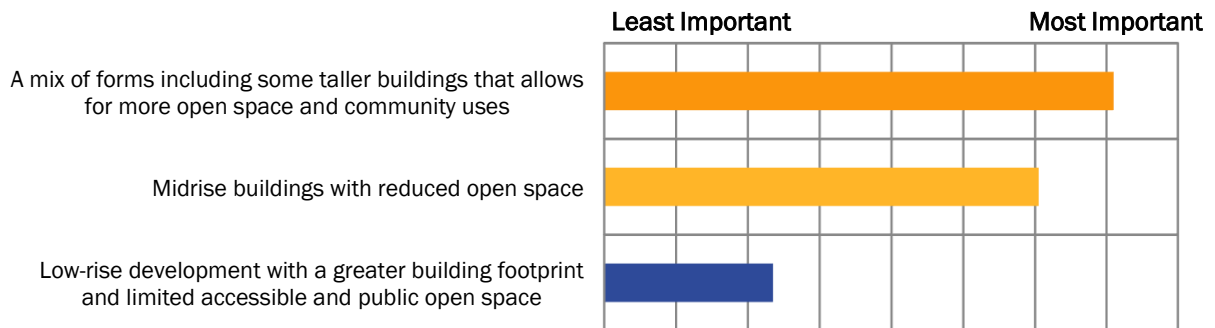 Least Important
Most Important
A mix of forms including some taller buildings that allows
for more open space and community uses
Midrise buildings with reduced open space
Low-rise development with a greater building footprint
and limited accessible and public open space